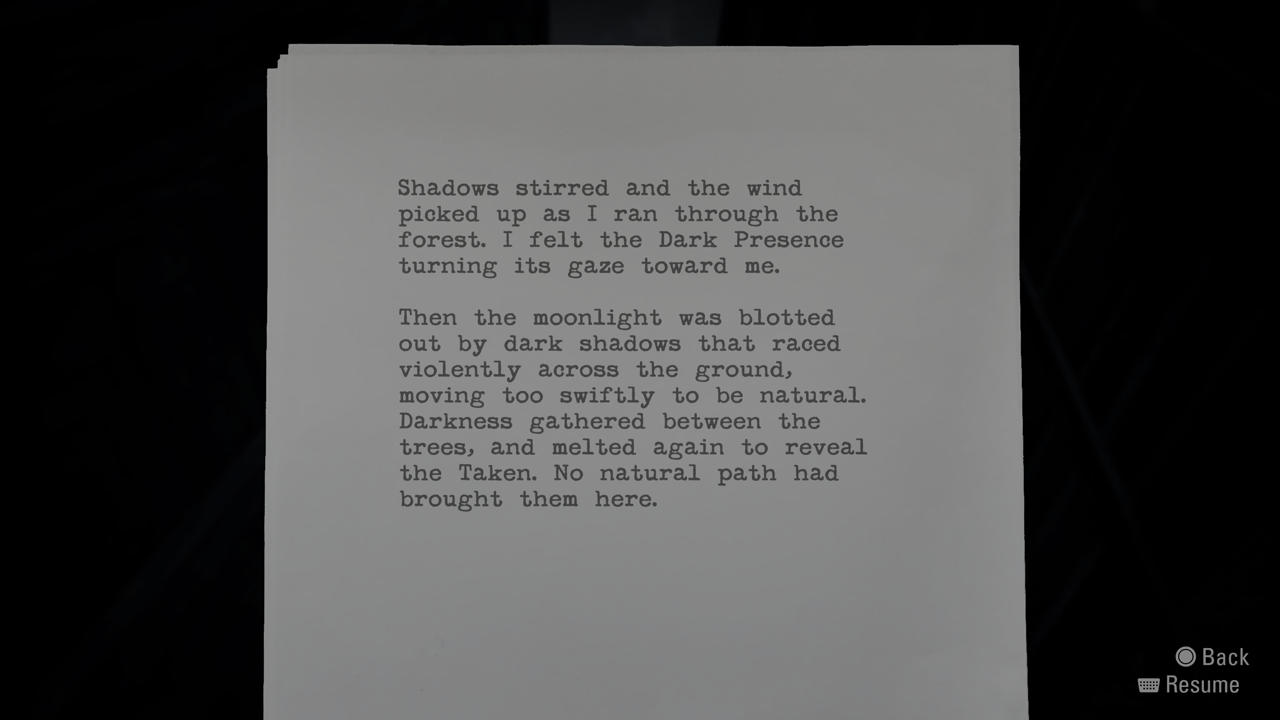 Shadows stirred and the wind
picked up as I ran through the
forest. I felt the Dark Presence
turning its gaze toward me.
Then the moonlight was blotted
out by dark shadows that raced
violently across the ground,
moving too swiftly to be natural.
Darkness gathered between the
trees, and melted again to reveal
the Taken. No natural path had
brought them here.
Back
Resume